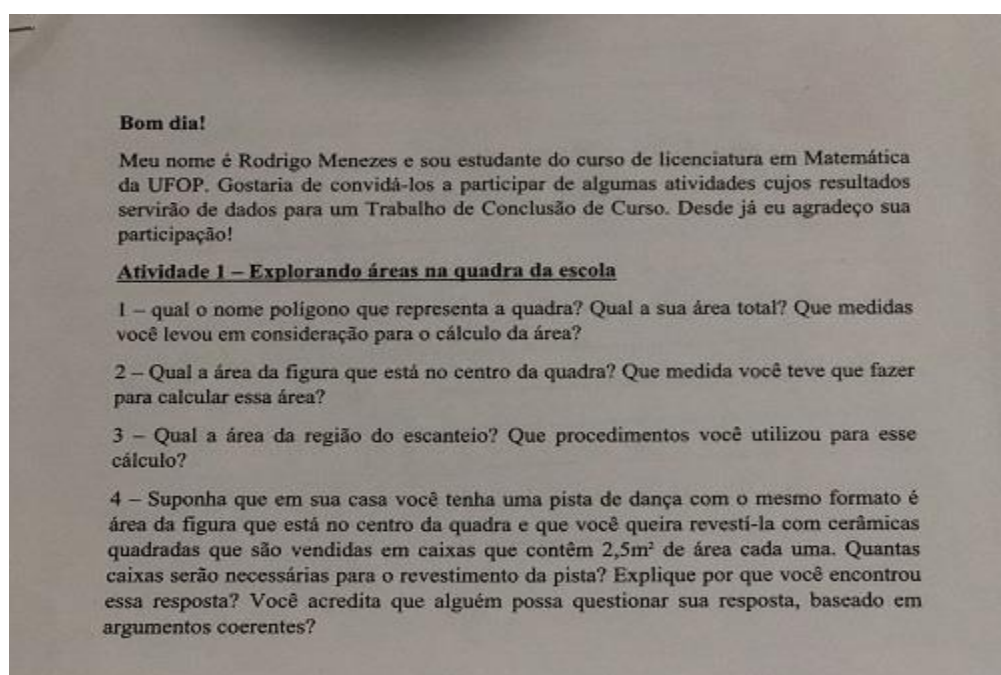 Bom dia!
Meu nome é Rodrigo Menezes e sou estudante do curso de licenciatura em Matemática
da UFOP. Gostaria de convidá-los a participar de algumas atividades cujos resultados
servirão de dados para um Trabalho de Conclusão de Curso. Desde já eu agradeço sua
participação!
Atividade 1 – Explorando áreas na quadra da escola
1 – qual o nome polígono que representa a quadra? Qual a sua área total? Que medidas
você levou em consideração para o cálculo da área?
2 – Qual a área da figura que está no centro da quadra? Que medida você teve que fazer
para calcular essa área?
3 – Qual a área da região do escanteio? Que procedimentos você utilizou para esse
cálculo?
4 – Suponha que em sua casa você tenha uma pista de dança com o mesmo formato é
área da figura que está no centro da quadra e que você queira revestí-la com cerâmicas
quadradas que são vendidas em caixas que contêm 2,5m² de área cada uma. Quantas
caixas serão necessárias para o revestimento da pista? Explique por que você encontrou
essa resposta? Você acredita que alguém possa questionar sua resposta, baseado em
argumentos coerentes?